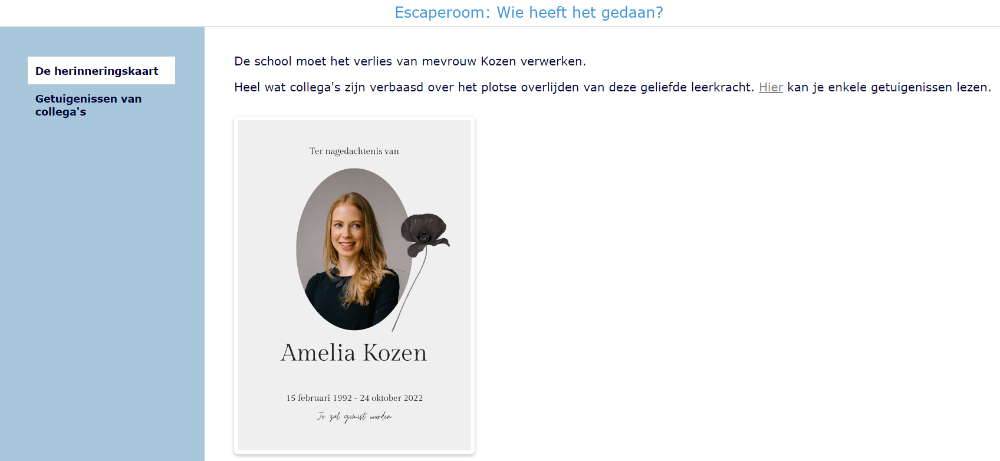 Escaperoom: Wie heeft het gedaan?
De herinneringskaart
Getuigenissen van
collega's
De school moet het verlies van mevrouw Kozen verwerken.
Heel wat collega's zijn verbaasd over het plotse overlijden van deze geliefde leerkracht. Hier kan je enkele getuigenissen lezen.
Ter nagedachtenis van
Amelia Kozen
15 februari 1992 - 24 oktober 2022
Je zal gemist worden